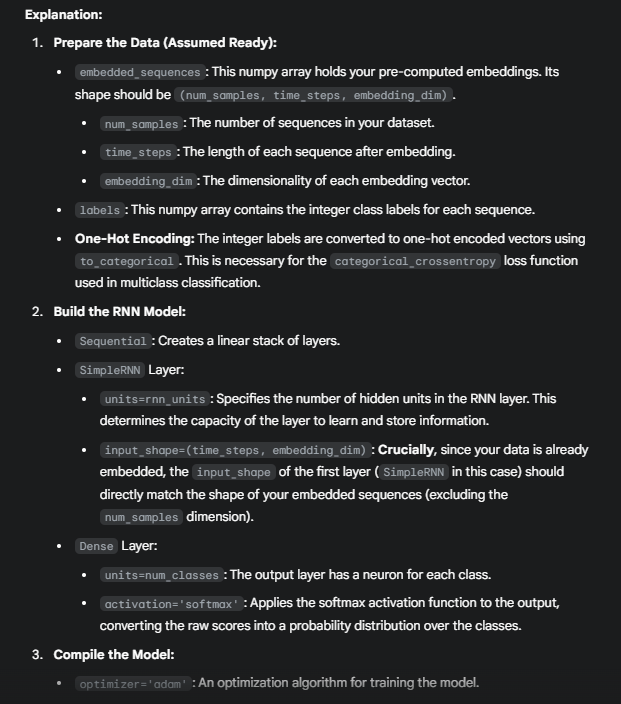 Explanation:
1. Prepare the Data (Assumed Ready):
• embedded_sequences : This numpy array holds your pre-computed embeddings. Its
shape should be (num_samples, time_steps, embedding_dim) .
• num_samples : The number of sequences in your dataset.
• time_steps : The length of each sequence after embedding.
• embedding_dim : The dimensionality of each embedding vector.
• labels : This numpy array contains the integer class labels for each sequence.
• One-Hot Encoding: The integer labels are converted to one-hot encoded vectors using
to_categorical . This is necessary for the categorical_crossentropy loss function
used in multiclass classification.
2. Build the RNN Model:
• Sequential : Creates a linear stack of layers.
• SimpleRNN Layer:
• units=rnn_units : Specifies the number of hidden units in the RNN layer. This
determines the capacity of the layer to learn and store information.
• input_shape=(time_steps, embedding_dim) : Crucially, since your data is already
embedded, the input_shape of the first layer ( SimpleRNN in this case) should
directly match the shape of your embedded sequences (excluding the
num_samples dimension).
• Dense Layer:
• units=num_classes : The output layer has a neuron for each class.
• activation='softmax' : Applies the softmax activation function to the output,
converting the raw scores into a probability distribution over the classes.
3. Compile the Model:
• optimizer='adam' : An optimization algorithm for training the model.